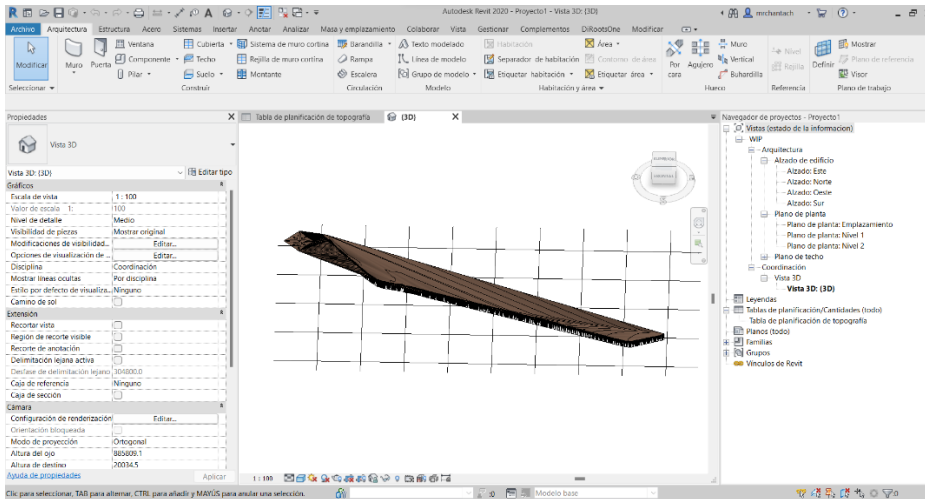 Autodesk Revit 2020 - Proyecto1 - Vista 3D: {3D}
mrchantach
Archivo Arquitectura Estructura Acero Sistemas Insertar Anotar Analizar Masa y emplazamiento Colaborar Vista Gestionar Complementos DiRootsOne Modificar
Modificar
Muro
Puerta
Ventana
Componente
Pilar
Cubierta
Techo
Suelo
Sistema de muro cortina
Rejilla de muro cortina
Montante
Barandilla
Rampa
Escalera
Texto modelado
Línea de modelo
Grupo de modelo
Habitación
Separador de habitación
Etiquetar habitación
Área
Contorno de área
Etiquetar área
Por cara
Agujero
Muro
Vertical
Buhardilla
Nivel
Rejilla
Definir
Mostrar
Plano de referencia
Visor
Seleccionar
Construir
Circulación
Modelo
Habitación y área
Hueco
Referencia
Plano de trabajo
Propiedades
Vista 3D
Vista 3D: {3D}
Editar tipo
Gráficos
Escala de vista 1 : 100
Valor de escala 1: 100
Nivel de detalle Medio
Visibilidad de piezas Mostrar original
Modificaciones de visibilidad... Editar...
Opciones de visualización de ... Editar...
Disciplina Coordinación
Mostrar líneas ocultas Por disciplina
Estilo por defecto de visualiza... Ninguno
Camino de sol
Extensión
Recortar vista
Región de recorte visible
Recorte de anotación
Delimitación lejana activa
Desfase de delimitación lejano 304800.0
Caja de referencia Ninguno
Caja de sección
Cámara
Configuración de renderización Editar...
Orientación bloqueada
Modo de proyección Ortogonal
Altura del ojo 885809.1
Altura de destino 20034.5
Ayuda de propiedades
Aplicar
Tabla de planificación de topografía
{3D}
1 : 100
Navegador de proyectos - Proyecto1
Vistas (estado de la informacion)
WIP
Arquitectura
Alzado de edificio
Alzado: Este
Alzado: Norte
Alzado: Oeste
Alzado: Sur
Plano de planta
Plano de planta: Emplazamiento
Plano de planta: Nivel 1
Plano de planta: Nivel 2
Plano de techo
Coordinación
Vista 3D
Vista 3D: {3D}
Leyendas
Tablas de planificación/Cantidades (todo)
Tabla de planificación de topografía
Planos (todo)
Familias
Grupos
Vínculos de Revit
Clic para seleccionar, TAB para alternar, CTRL para añadir y MAYÚS para anular una selección.
:0
Modelo base
:0